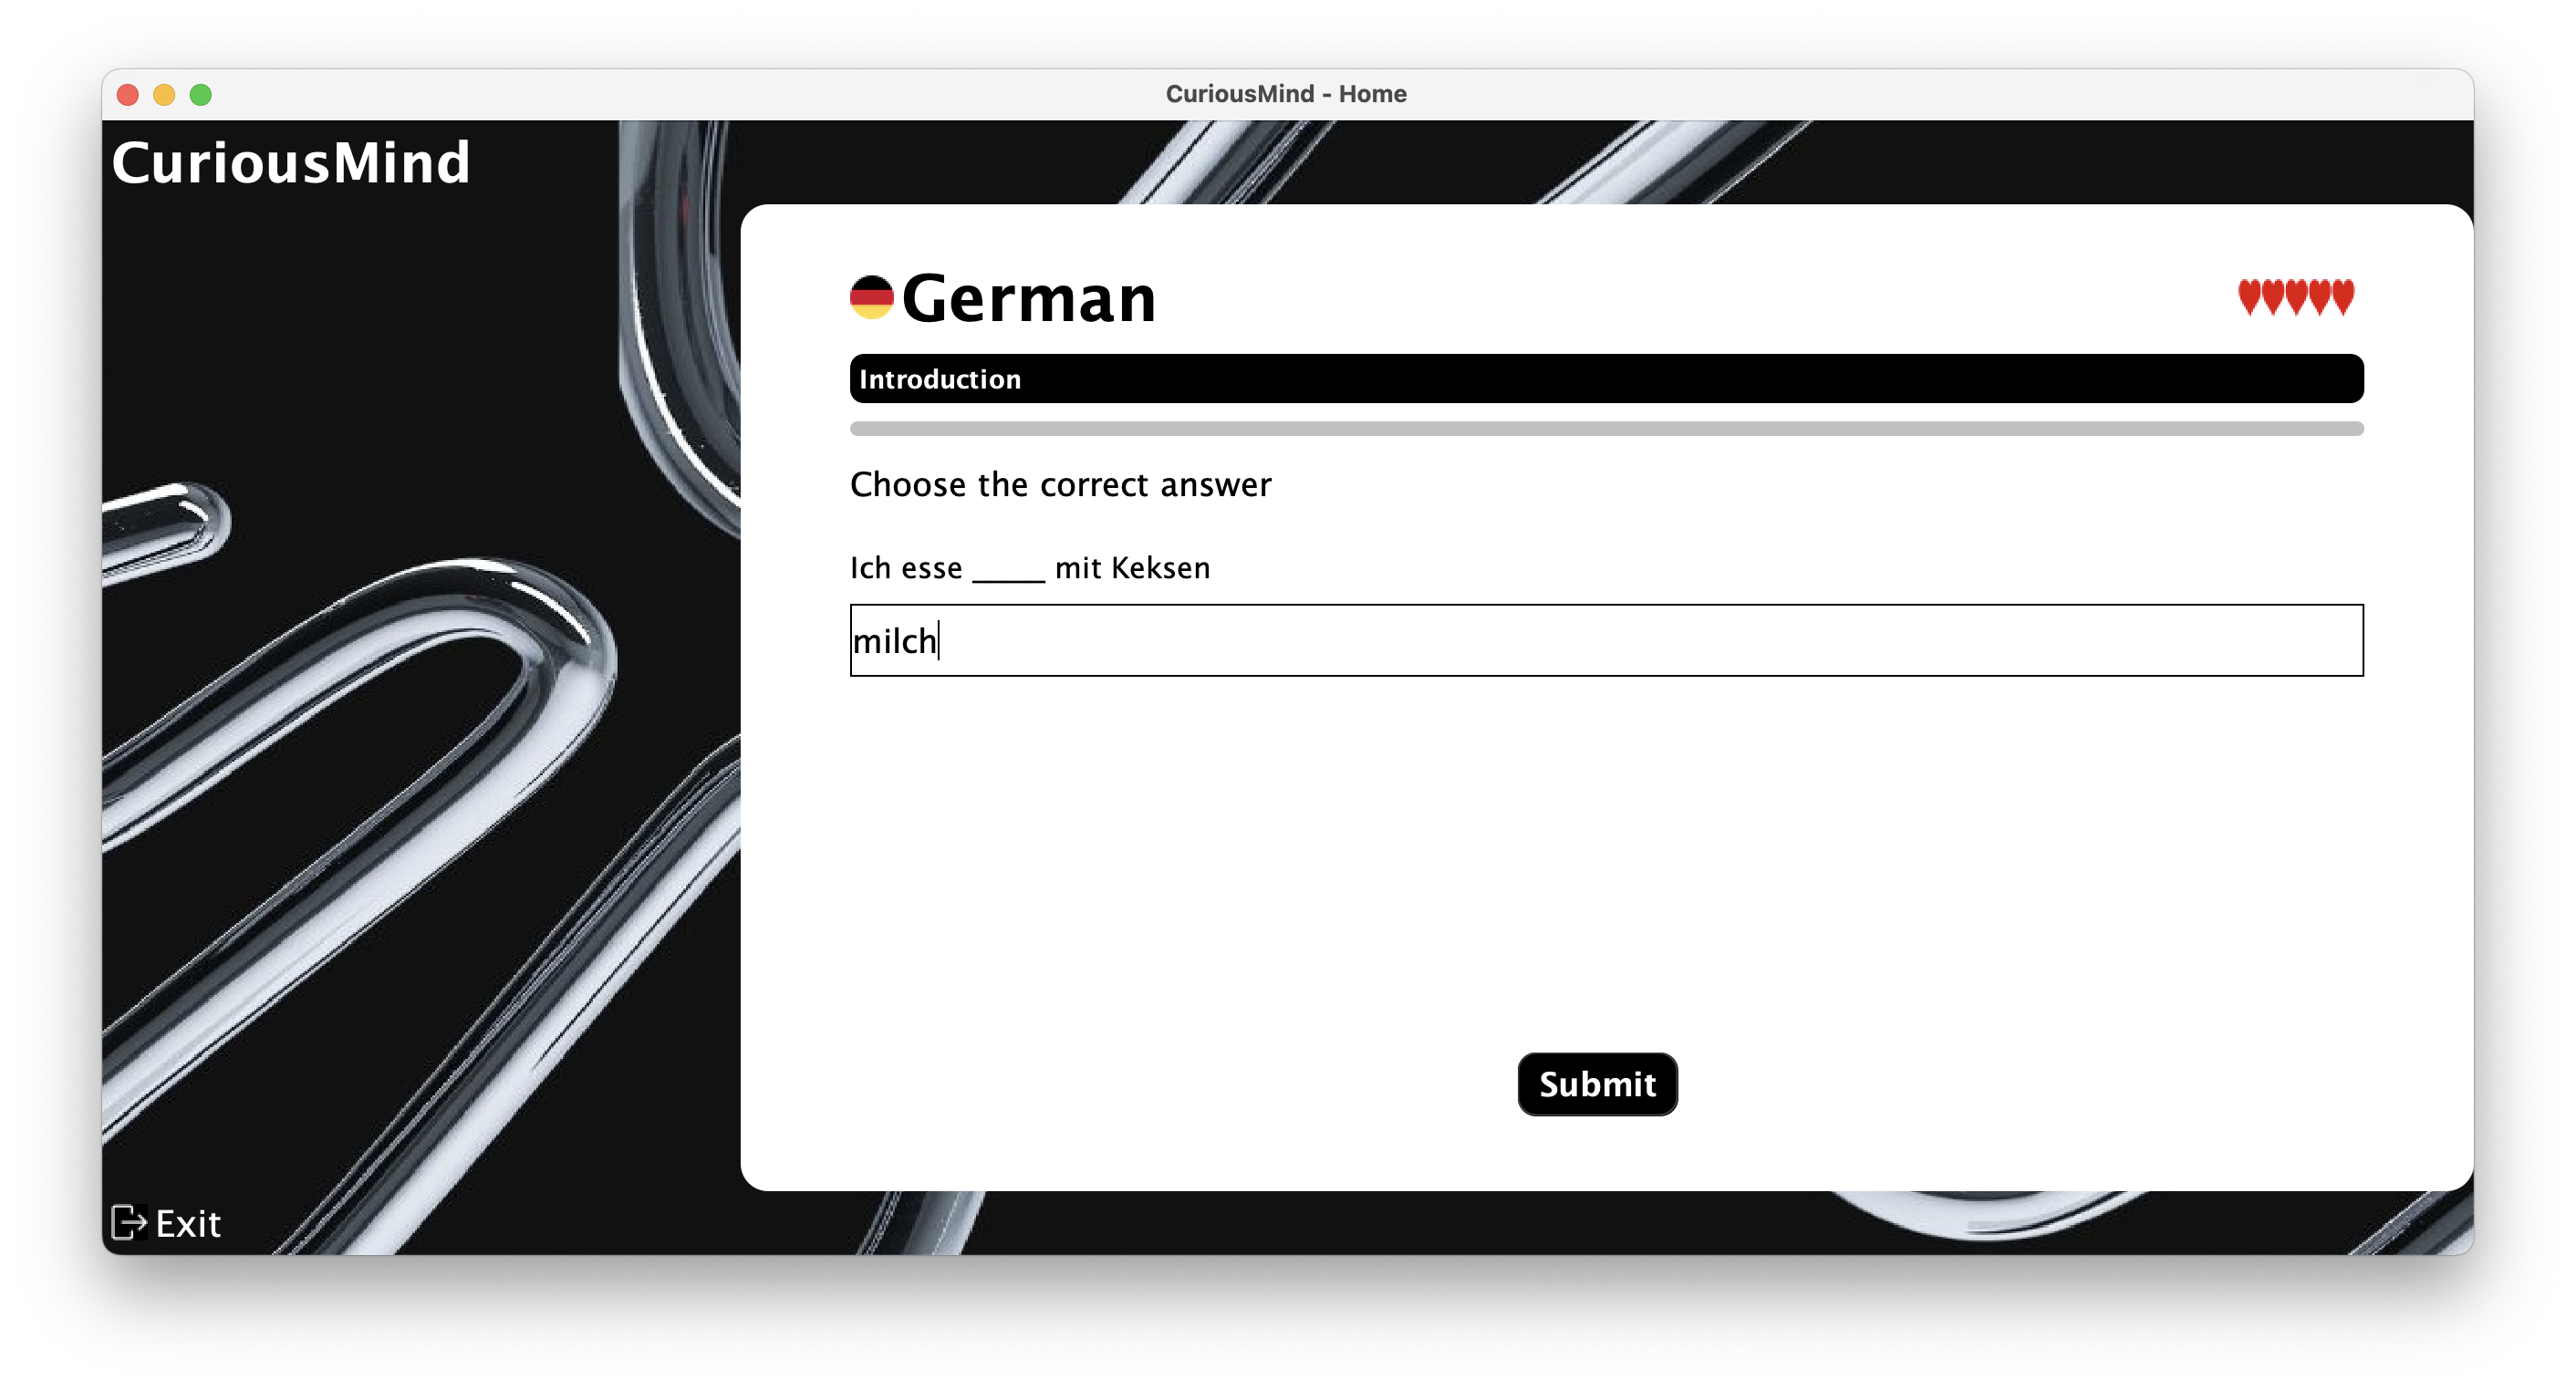 CuriousMind - Home
CuriousMind
German
Introduction
Choose the correct answer
Ich esse _____ mit Keksen
milch
Submit
Exit